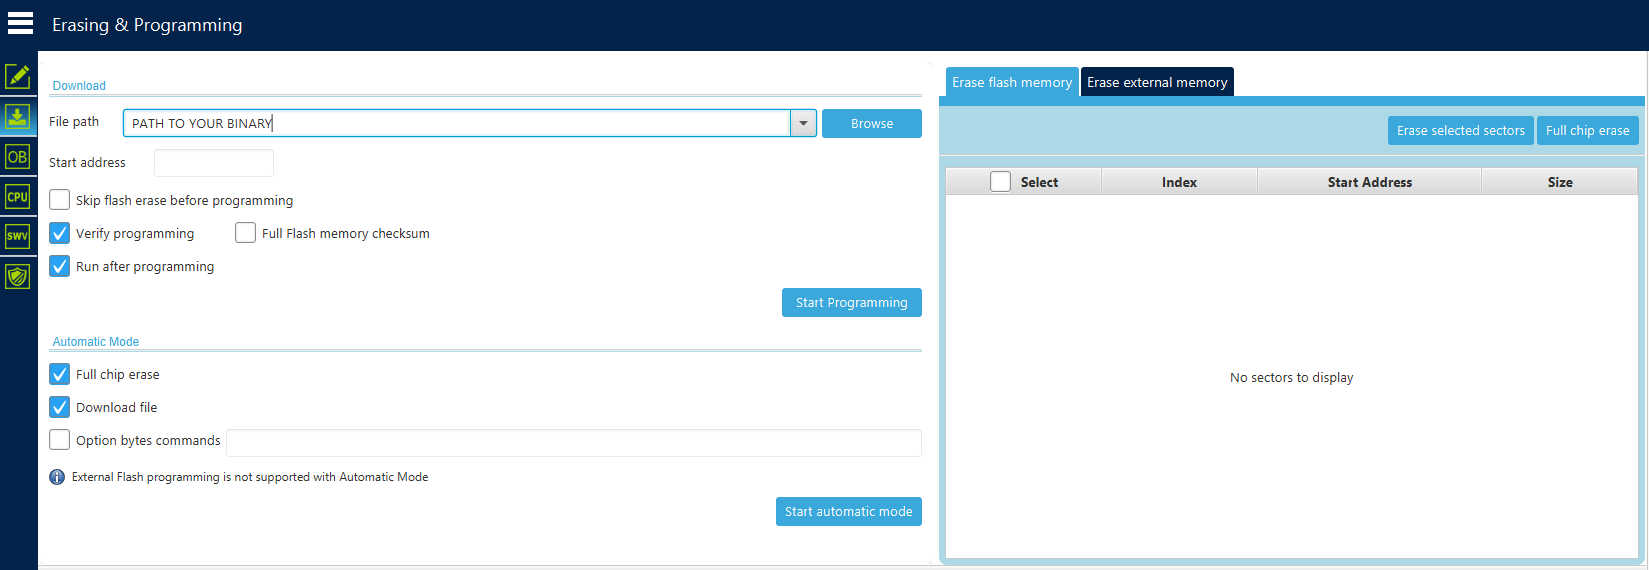 Erasing & Programming
OB
CPU
SWV
Download
File path PATH TO YOUR BINARY Browse
Start address
Skip flash erase before programming
Verify programming Full Flash memory checksum
Run after programming
Start Programming
Automatic Mode
Full chip erase
Download file
Option bytes commands
External Flash programming is not supported with Automatic Mode
Start automatic mode
Erase flash memory Erase external memory
Erase selected sectors Full chip erase
Select Index Start Address Size
No sectors to display